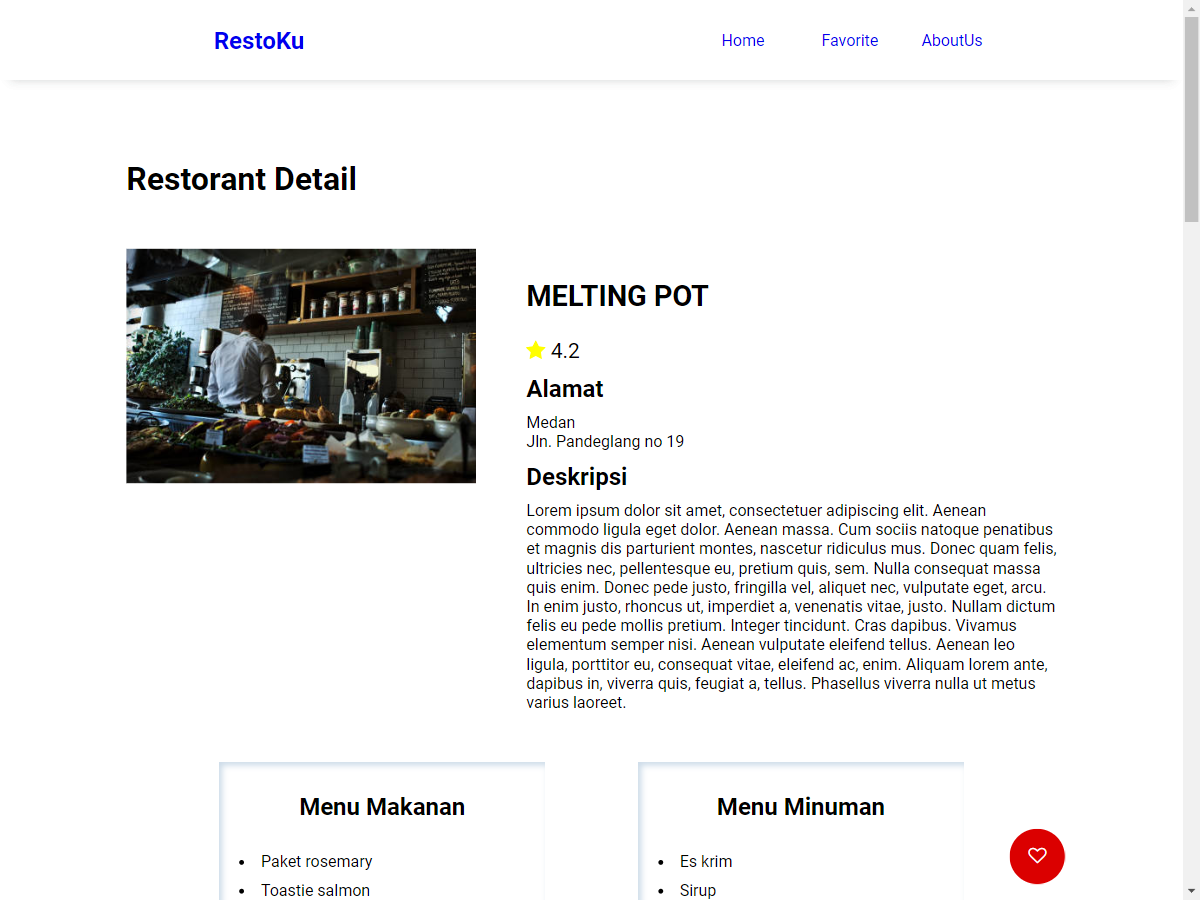 RestoKu
Home Favorite AboutUs
Restorant Detail
MELTING POT
4.2
Alamat
Medan
Jln. Pandeglang no 19
Deskripsi
Lorem ipsum dolor sit amet, consectetuer adipiscing elit. Aenean
commodo ligula eget dolor. Aenean massa. Cum sociis natoque penatibus
et magnis dis parturient montes, nascetur ridiculus mus. Donec quam felis,
ultricies nec, pellentesque eu, pretium quis, sem. Nulla consequat massa
quis enim. Donec pede justo, fringilla vel, aliquet nec, vulputate eget, arcu.
In enim justo, rhoncus ut, imperdiet a, venenatis vitae, justo. Nullam dictum
felis eu pede mollis pretium. Integer tincidunt. Cras dapibus. Vivamus
elementum semper nisi. Aenean vulputate eleifend tellus. Aenean leo
ligula, porttitor eu, consequat vitae, eleifend ac, enim. Aliquam lorem ante,
dapibus in, viverra quis, feugiat a, tellus. Phasellus viverra nulla ut metus
varius laoreet.
Menu Makanan
• Paket rosemary
• Toastie salmon
Menu Minuman
• Es krim
• Sirup